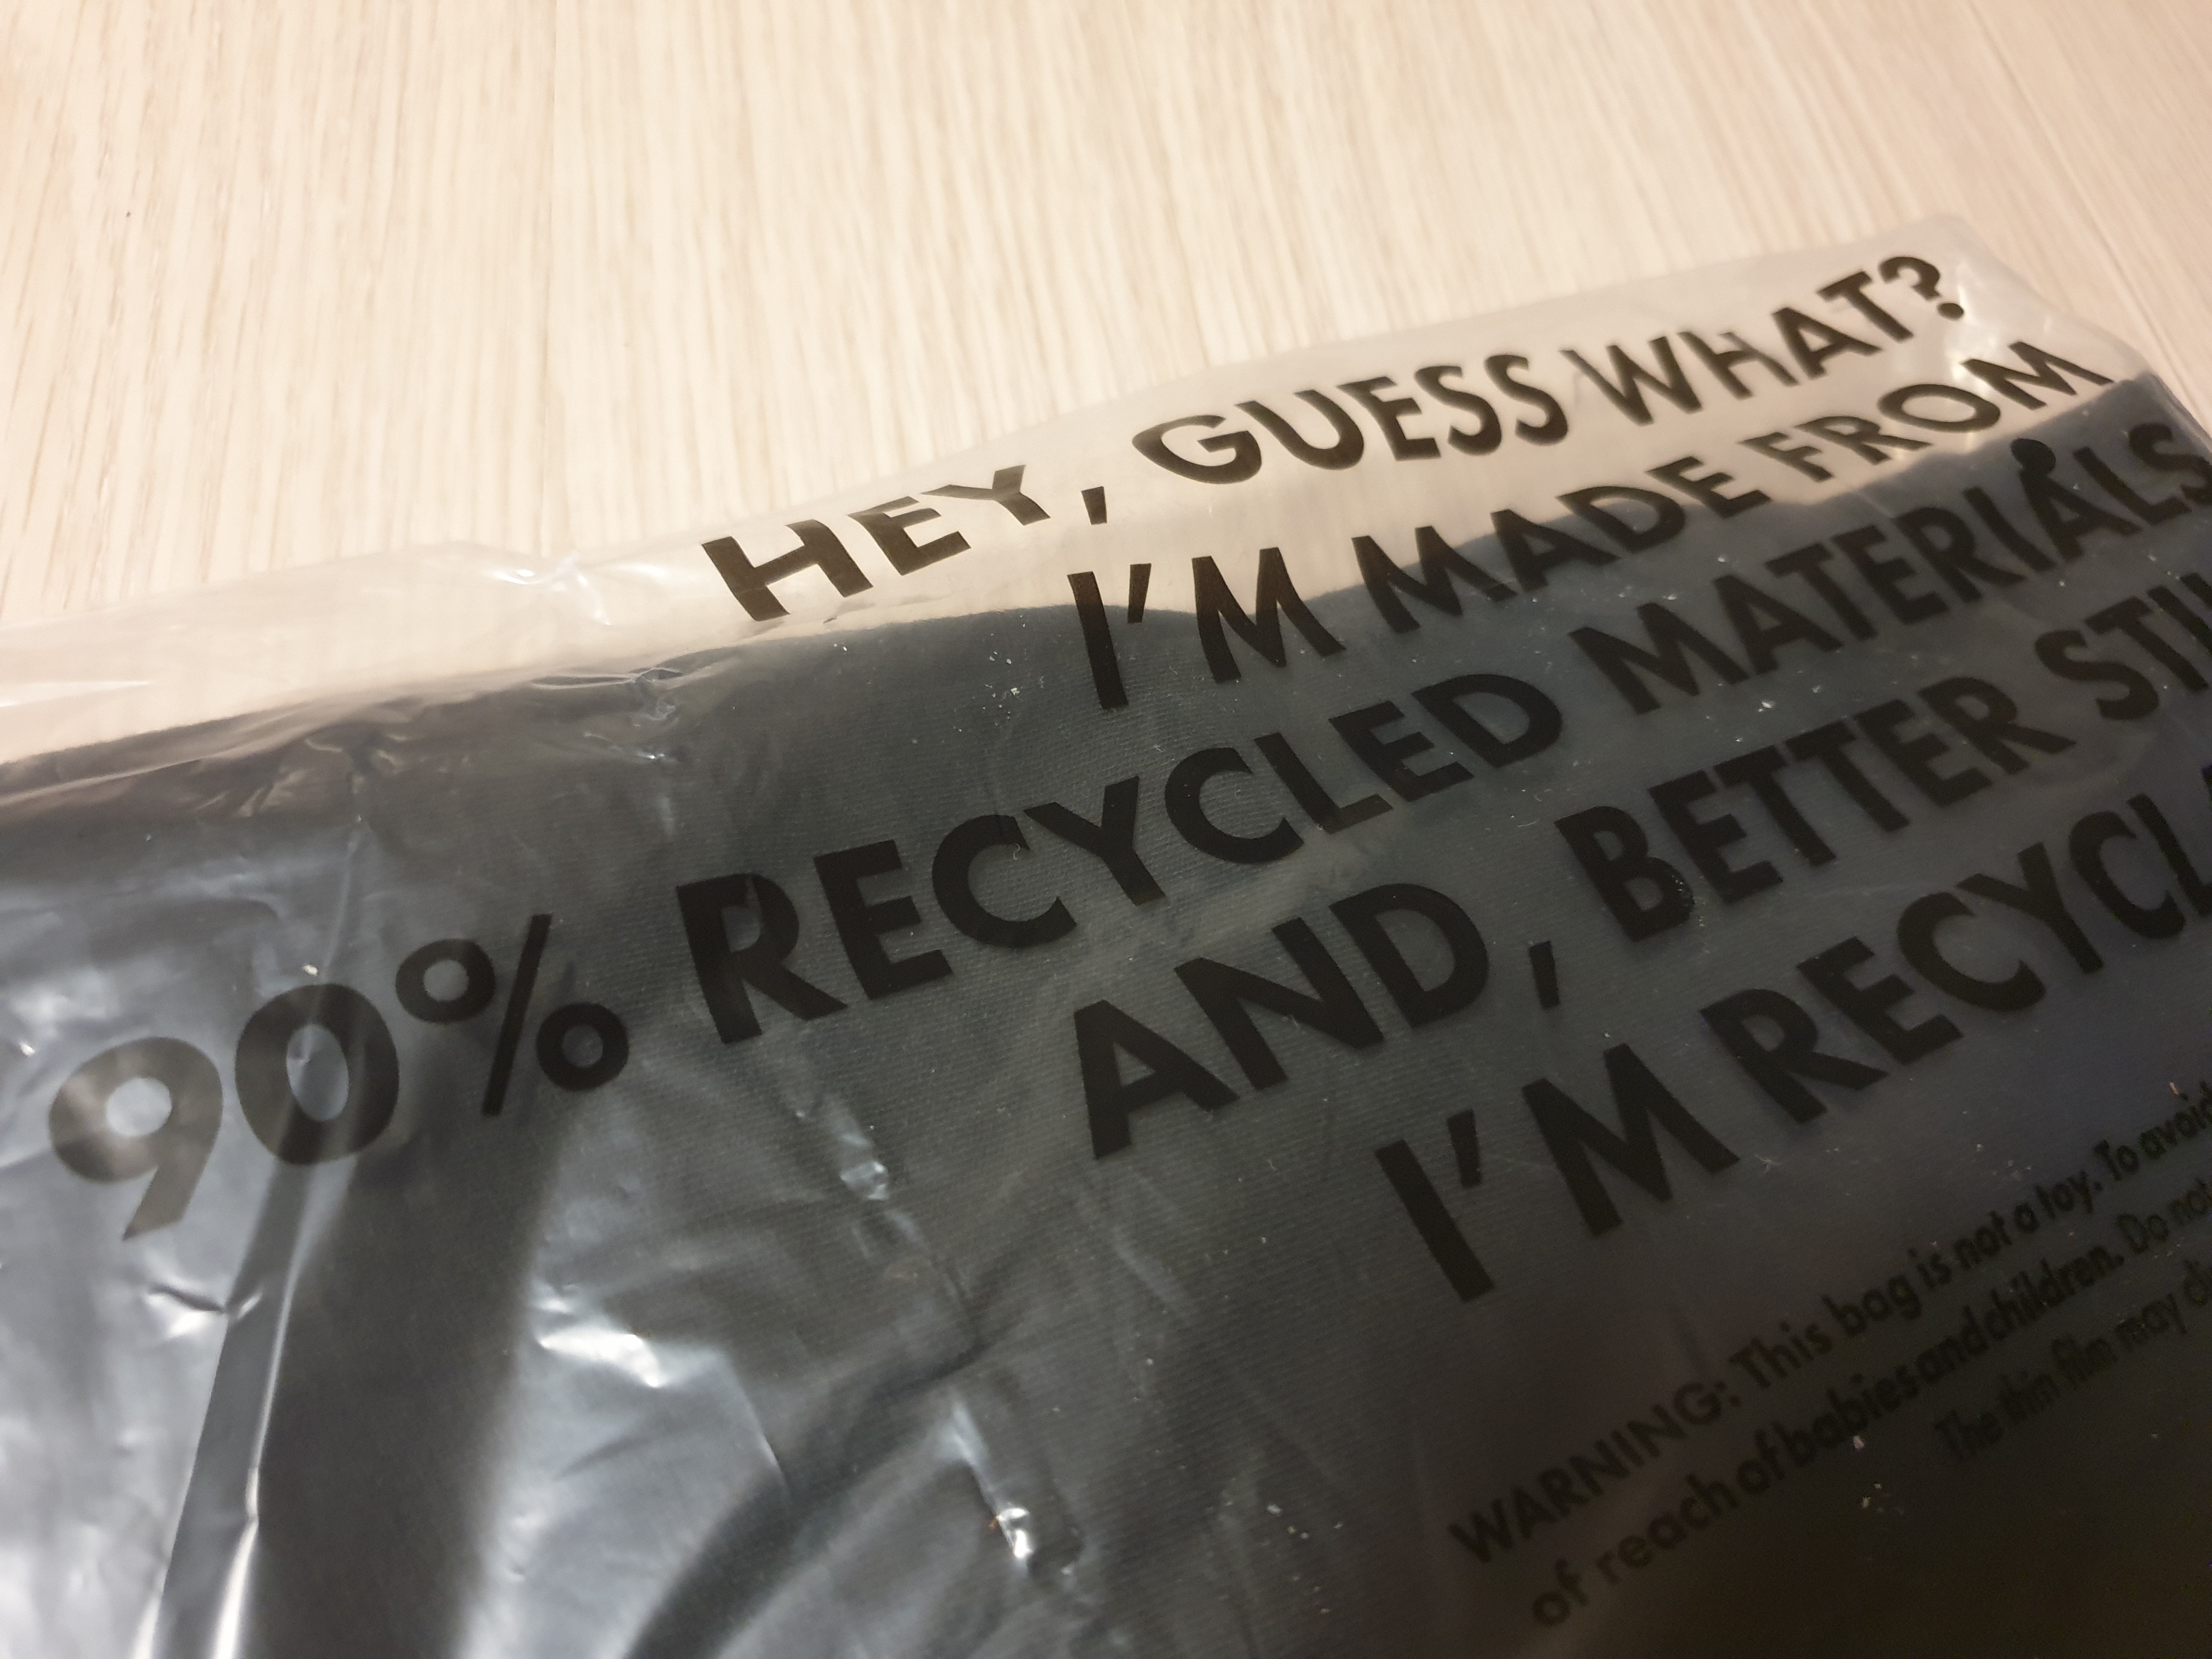 HEY, GUESS WHAT?
I'M MADE FROM
90% RECYCLED MATERIALS
AND, BETTER
I'M
WARNING: This bag is not a toy. To avoid
of reach of babies and children. Do not
The thin film may